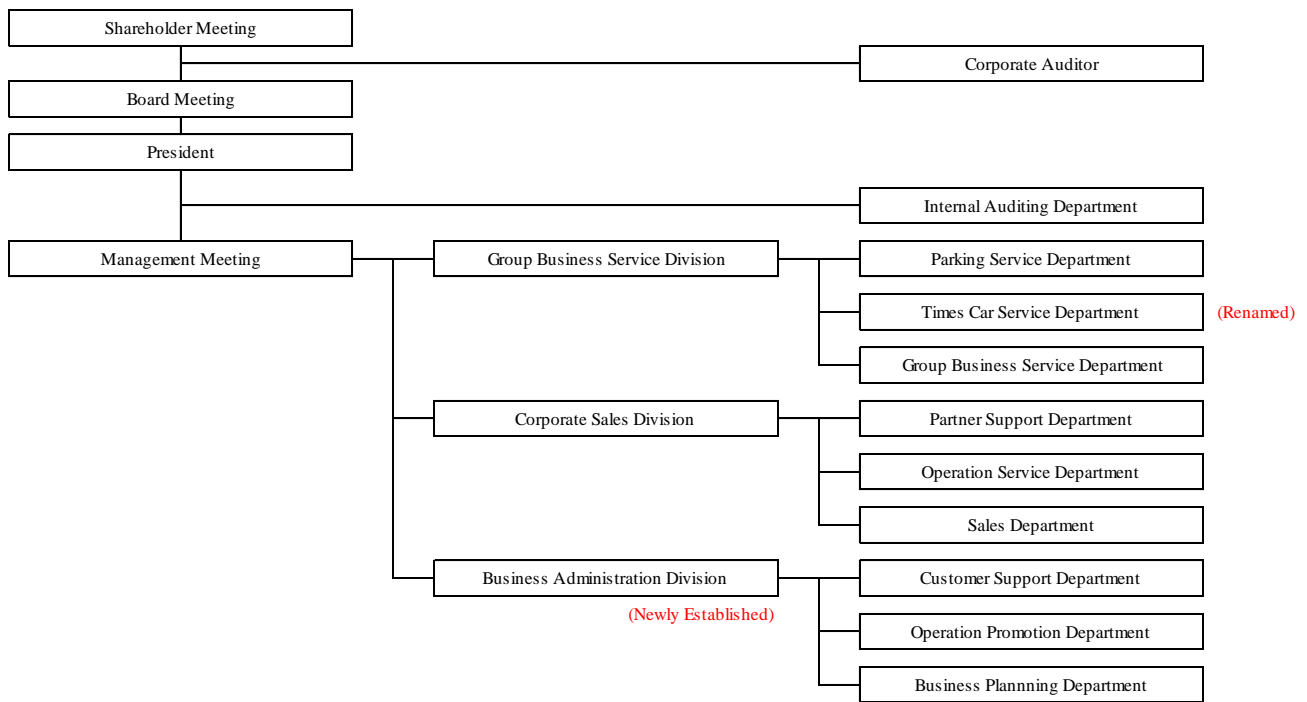 Shareholder Meeting
Corporate Auditor
Board Meeting
President
Internal Auditing Department
Management Meeting
Group Business Service Division
Parking Service Department
Times Car Service Department
(Renamed)
Group Business Service Department
Corporate Sales Division
Partner Support Department
Operation Service Department
Sales Department
Business Administration Division
(Newly Established)
Customer Support Department
Operation Promotion Department
Business Plannning Department